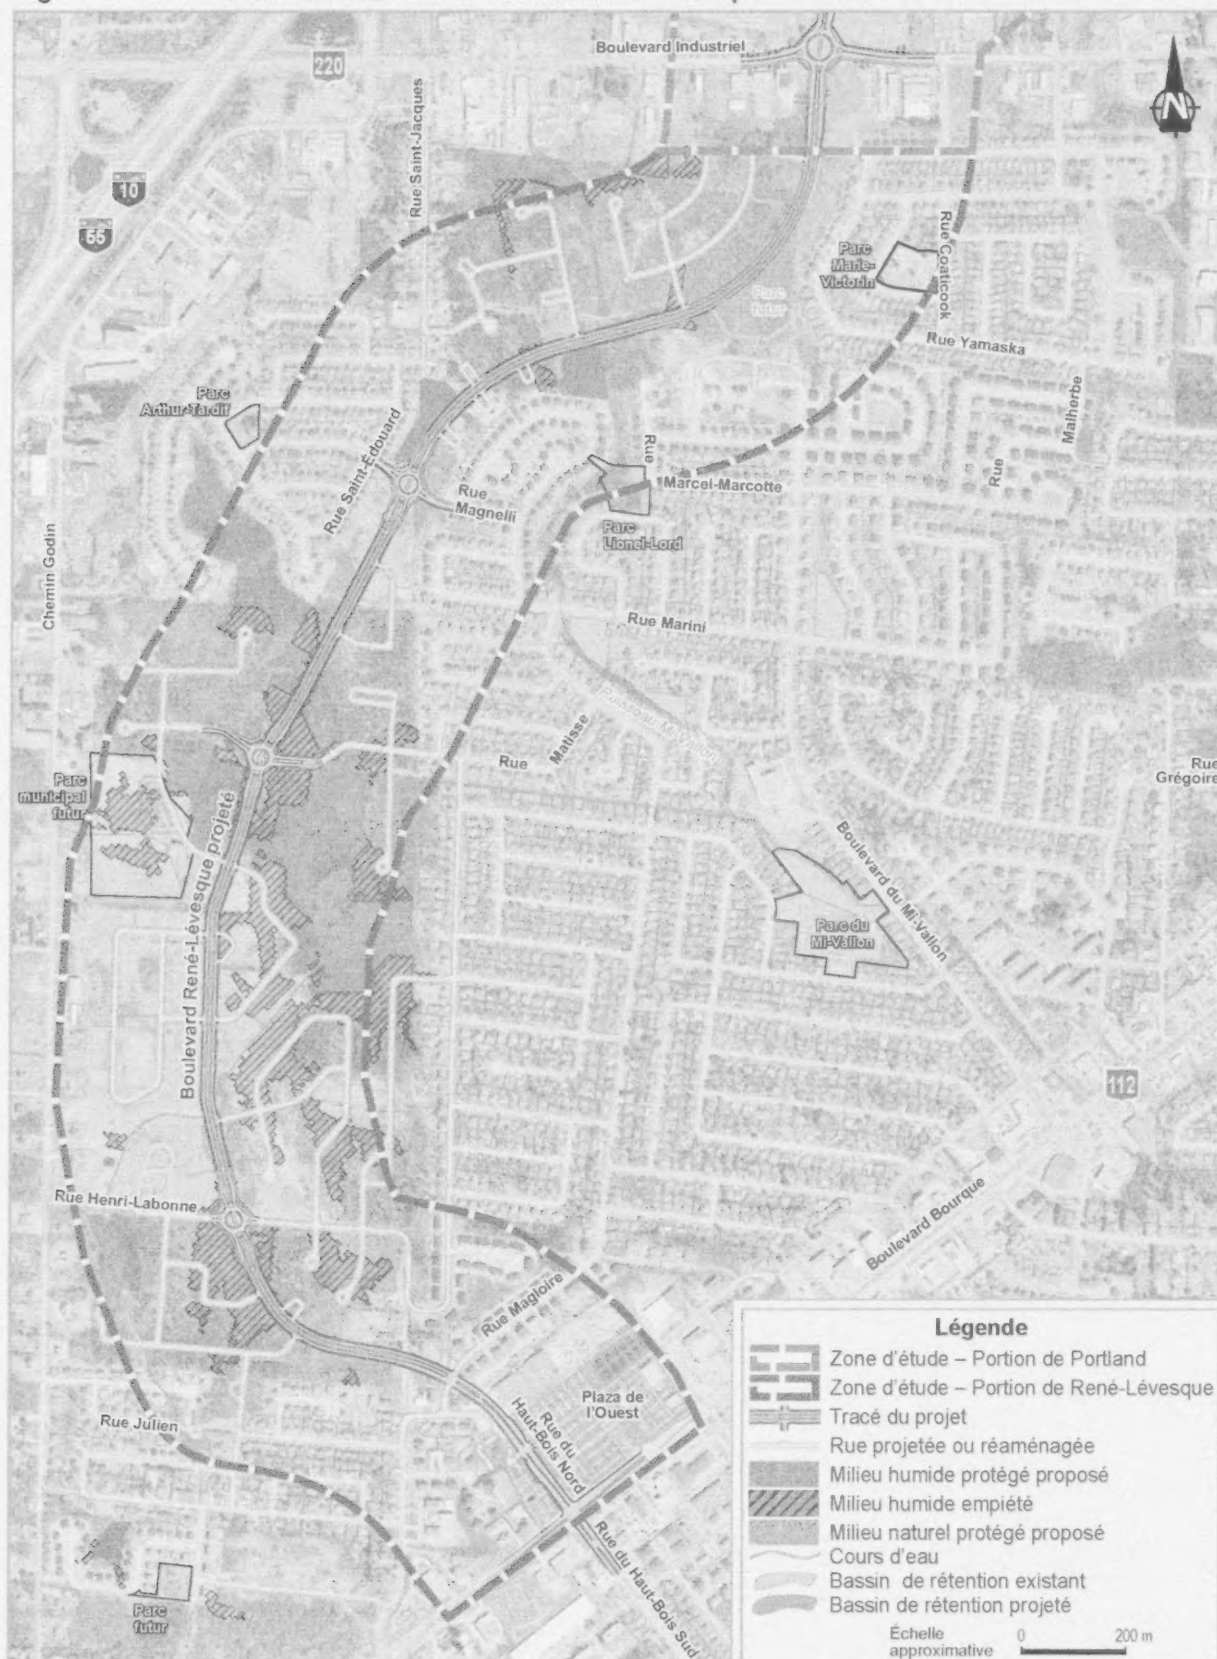 Boulevard Industriel
220
N
Rue Saint-Jacques
10
55
Parc
Marie-
Victorin
Rue Coaticook
Parc
futur
Rue Yamaska
Parc
Arthur-Tardif
Malherbe
Rue
Rue Saint-Édouard
Rue
Marcel-Marcotte
Rue
Magnelli
Parc
Lionel-Lord
Chemin Godin
Rue Marini
Ruisseau Mi-Vallon
Rue
Matisse
Rue
Grégoire
Parc
municipal
futur
Boulevard René-Lévesque projeté
Boulevard du Mi-Vallon
Parc du
Mi-Vallon
112
Rue Henri-Labonne
Boulevard Bourque
Rue Magloire
Plaza de
l'Ouest
Rue du
Haut-Bois Nord
Rue Julien
Rue du Haut-Bois Sud
Parc
futur
Légende
Zone d'étude – Portion de Portland
Zone d'étude – Portion de René-Lévesque
Tracé du projet
Rue projetée ou réaménagée
Milieu humide protégé proposé
Milieu humide empiété
Milieu naturel protégé proposé
Cours d'eau
Bassin de rétention existant
Bassin de rétention projeté
Échelle
approximative
0 200 m